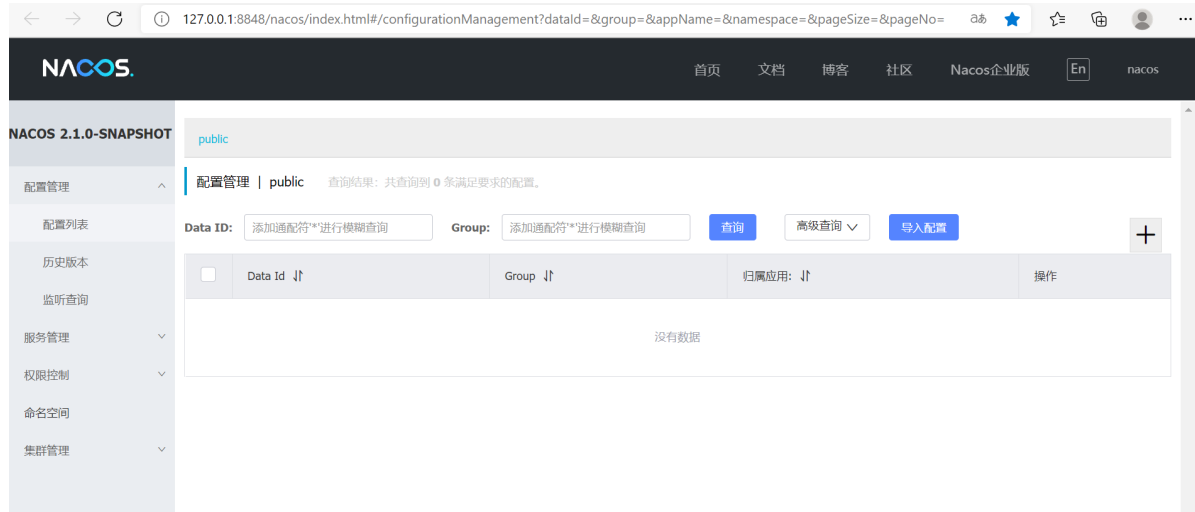 127.0.0.1:8848/nacos/index.html#/configurationManagement?dataId=&group=&appName=&namespace=&pageSize=&pageNo=
NACOS. 首页 文档 博客 社区 Nacos企业版 En nacos
NACOS 2.1.0-SNAPSHOT
public
配置管理
配置管理 | public 查询结果：共查询到 0 条满足要求的配置。
配置列表
Data ID: 添加通配符'*'进行模糊查询 Group: 添加通配符'*'进行模糊查询 查询 高级查询 导入配置
历史版本
Data Id Group 归属应用: 操作
监听查询
服务管理
没有数据
权限控制
命名空间
集群管理